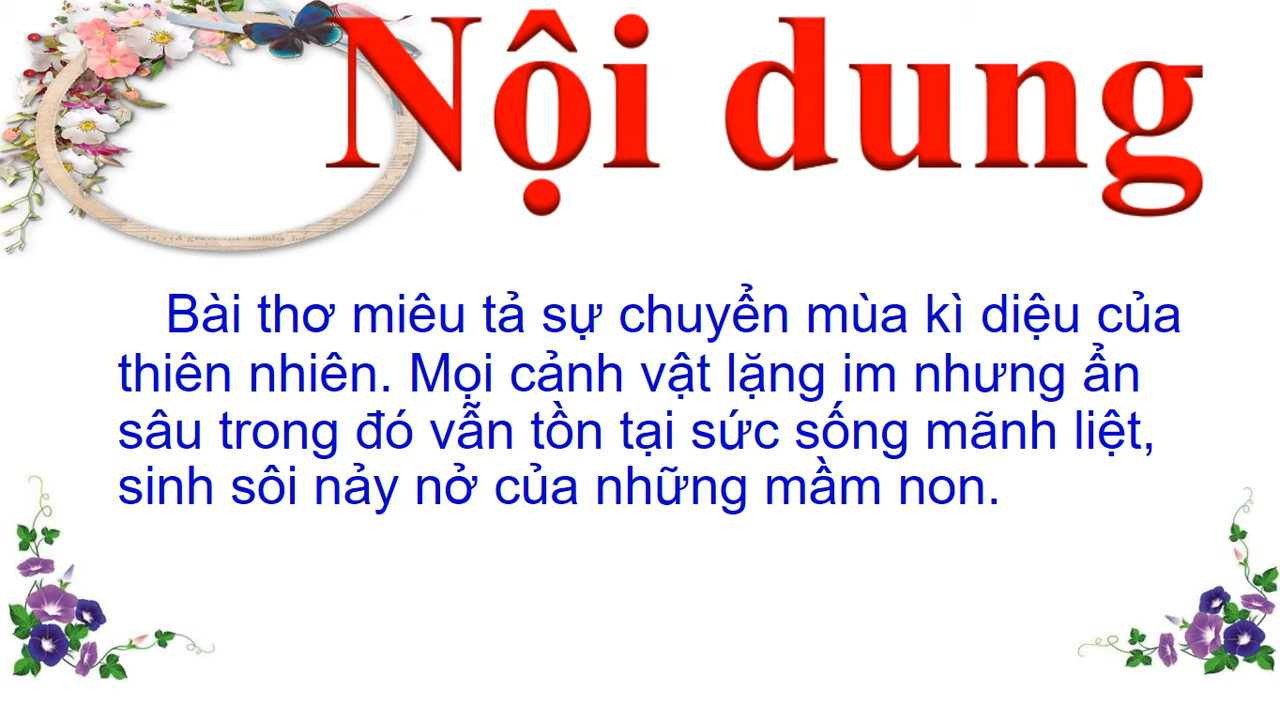 Nội dung
Bài thơ miêu tả sự chuyển mùa kì diệu của
thiên nhiên. Mọi cảnh vật lặng im nhưng ẩn
sâu trong đó vẫn tồn tại sức sống mãnh liệt,
sinh sôi nảy nở của những mầm non.